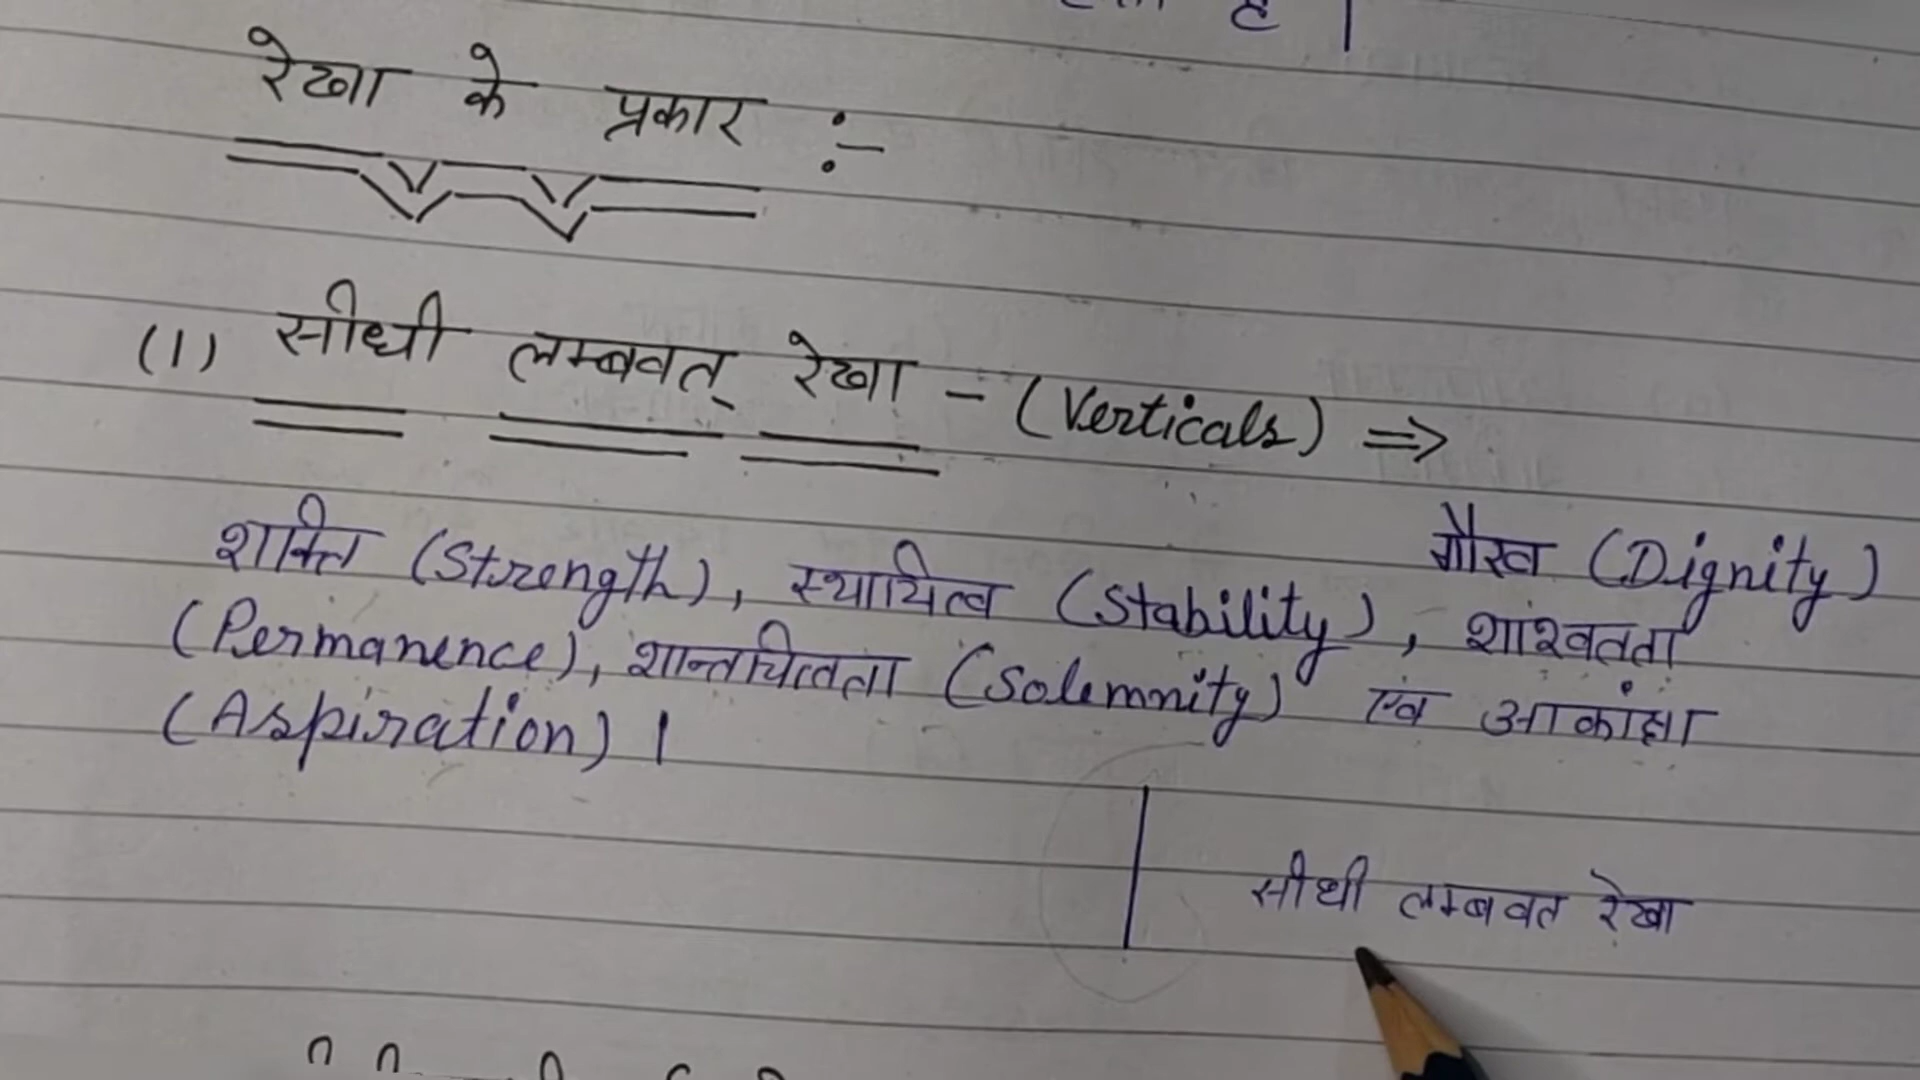 है |
रेखा के प्रकार :-
(1) सीधी लम्बवत् रेखा - (Verticals) ⇒
गौरव (Dignity)
शक्ति (Strength), स्थायित्व (Stability), शाश्वतता
(Permanence), शान्तचित्तता (Solemnity) एवं आकांक्षा
(Aspiration) |
सीधी लम्बवत रेखा